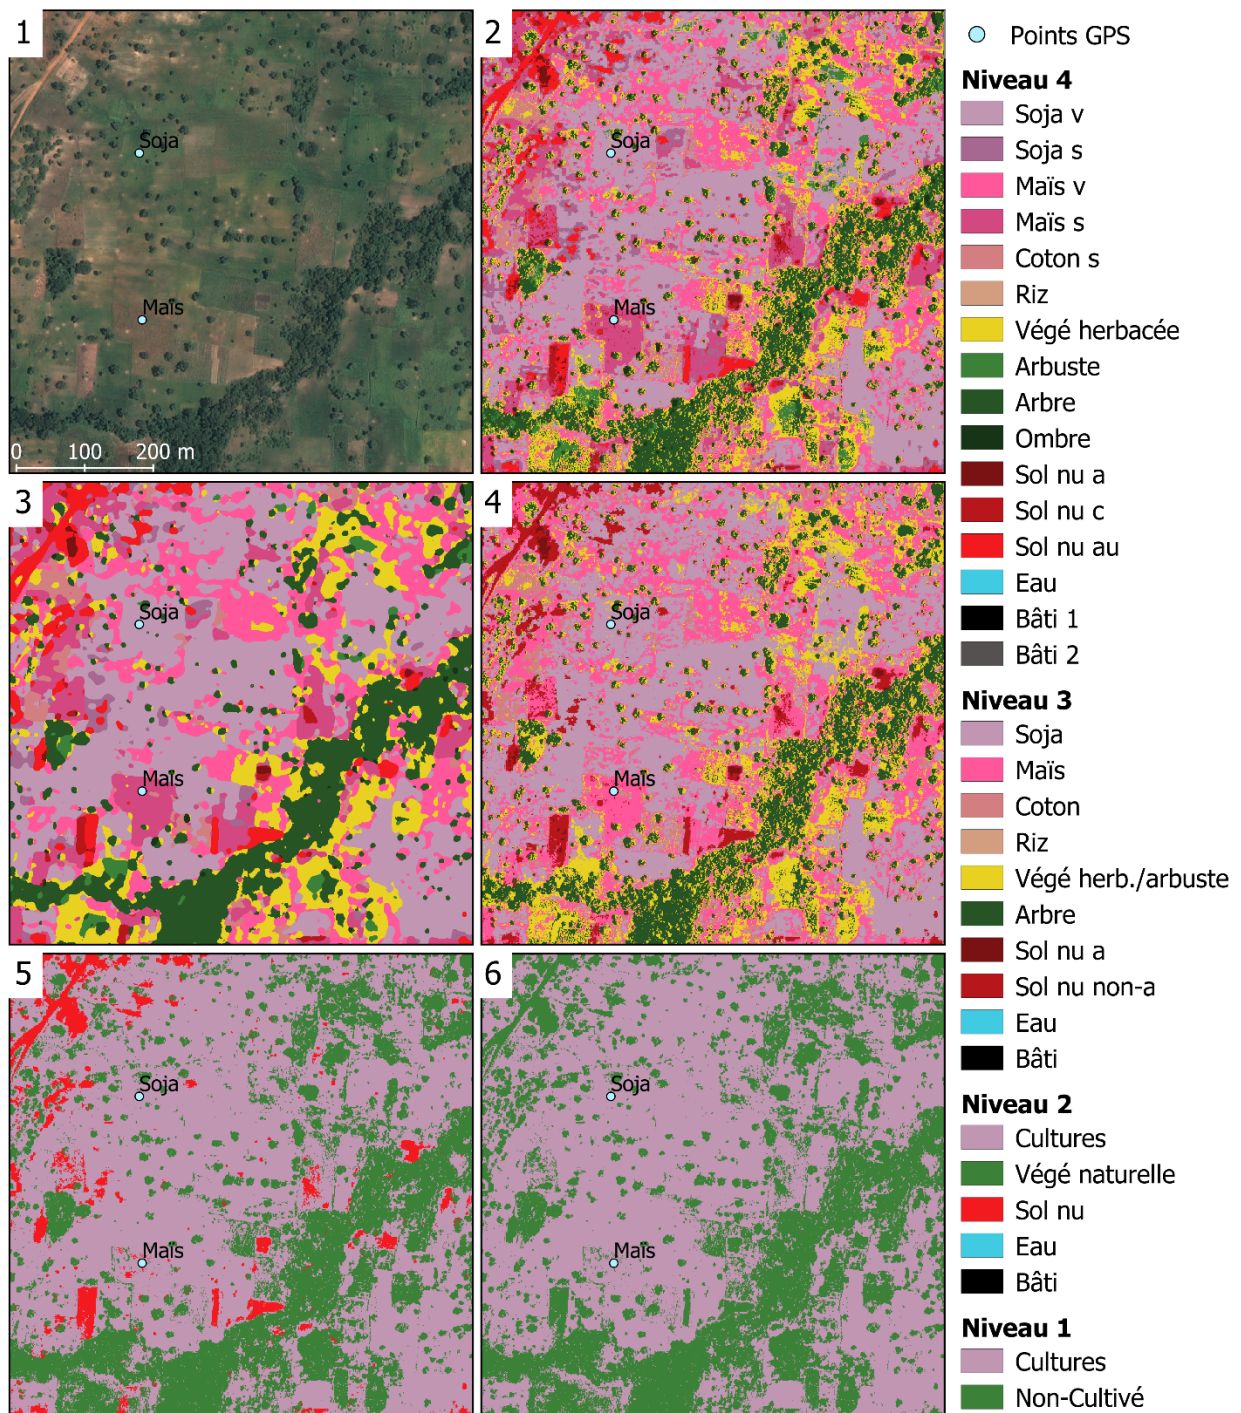 1
Soja
Maïs
0 100 200 m
2
Soja
Maïs
3
Soja
Maïs
4
Soja
Maïs
5
Soja
Maïs
6
Soja
Maïs
Points GPS
Niveau 4
Soja v
Soja s
Maïs v
Maïs s
Coton s
Riz
Végé herbacée
Arbuste
Arbre
Ombre
Sol nu a
Sol nu c
Sol nu au
Eau
Bâti 1
Bâti 2
Niveau 3
Soja
Maïs
Coton
Riz
Végé herb./arbuste
Arbre
Sol nu a
Sol nu non-a
Eau
Bâti
Niveau 2
Cultures
Végé naturelle
Sol nu
Eau
Bâti
Niveau 1
Cultures
Non-Cultivé